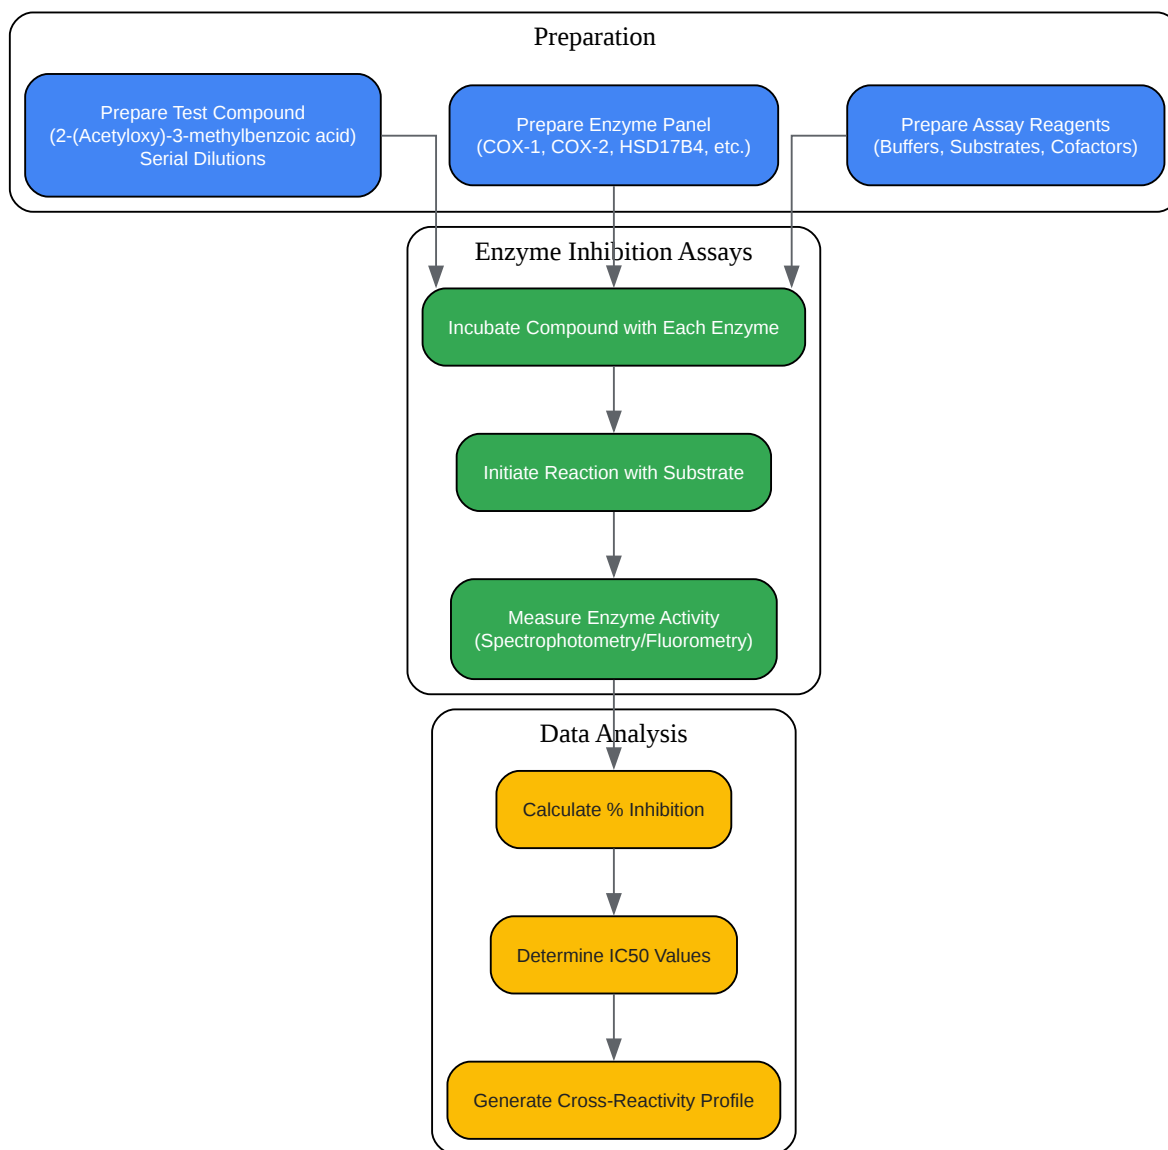 Preparation
Prepare Test Compound
(2-(Acetyloxy)-3-methylbenzoic acid)
Serial Dilutions
Prepare Enzyme Panel
(COX-1, COX-2, HSD17B4, etc.)
Prepare Assay Reagents
(Buffers, Substrates, Cofactors)
Enzyme Inhibition Assays
Incubate Compound with Each Enzyme
Initiate Reaction with Substrate
Measure Enzyme Activity
(Spectrophotometry/Fluorometry)
Data Analysis
Calculate % Inhibition
Determine IC50 Values
Generate Cross-Reactivity Profile